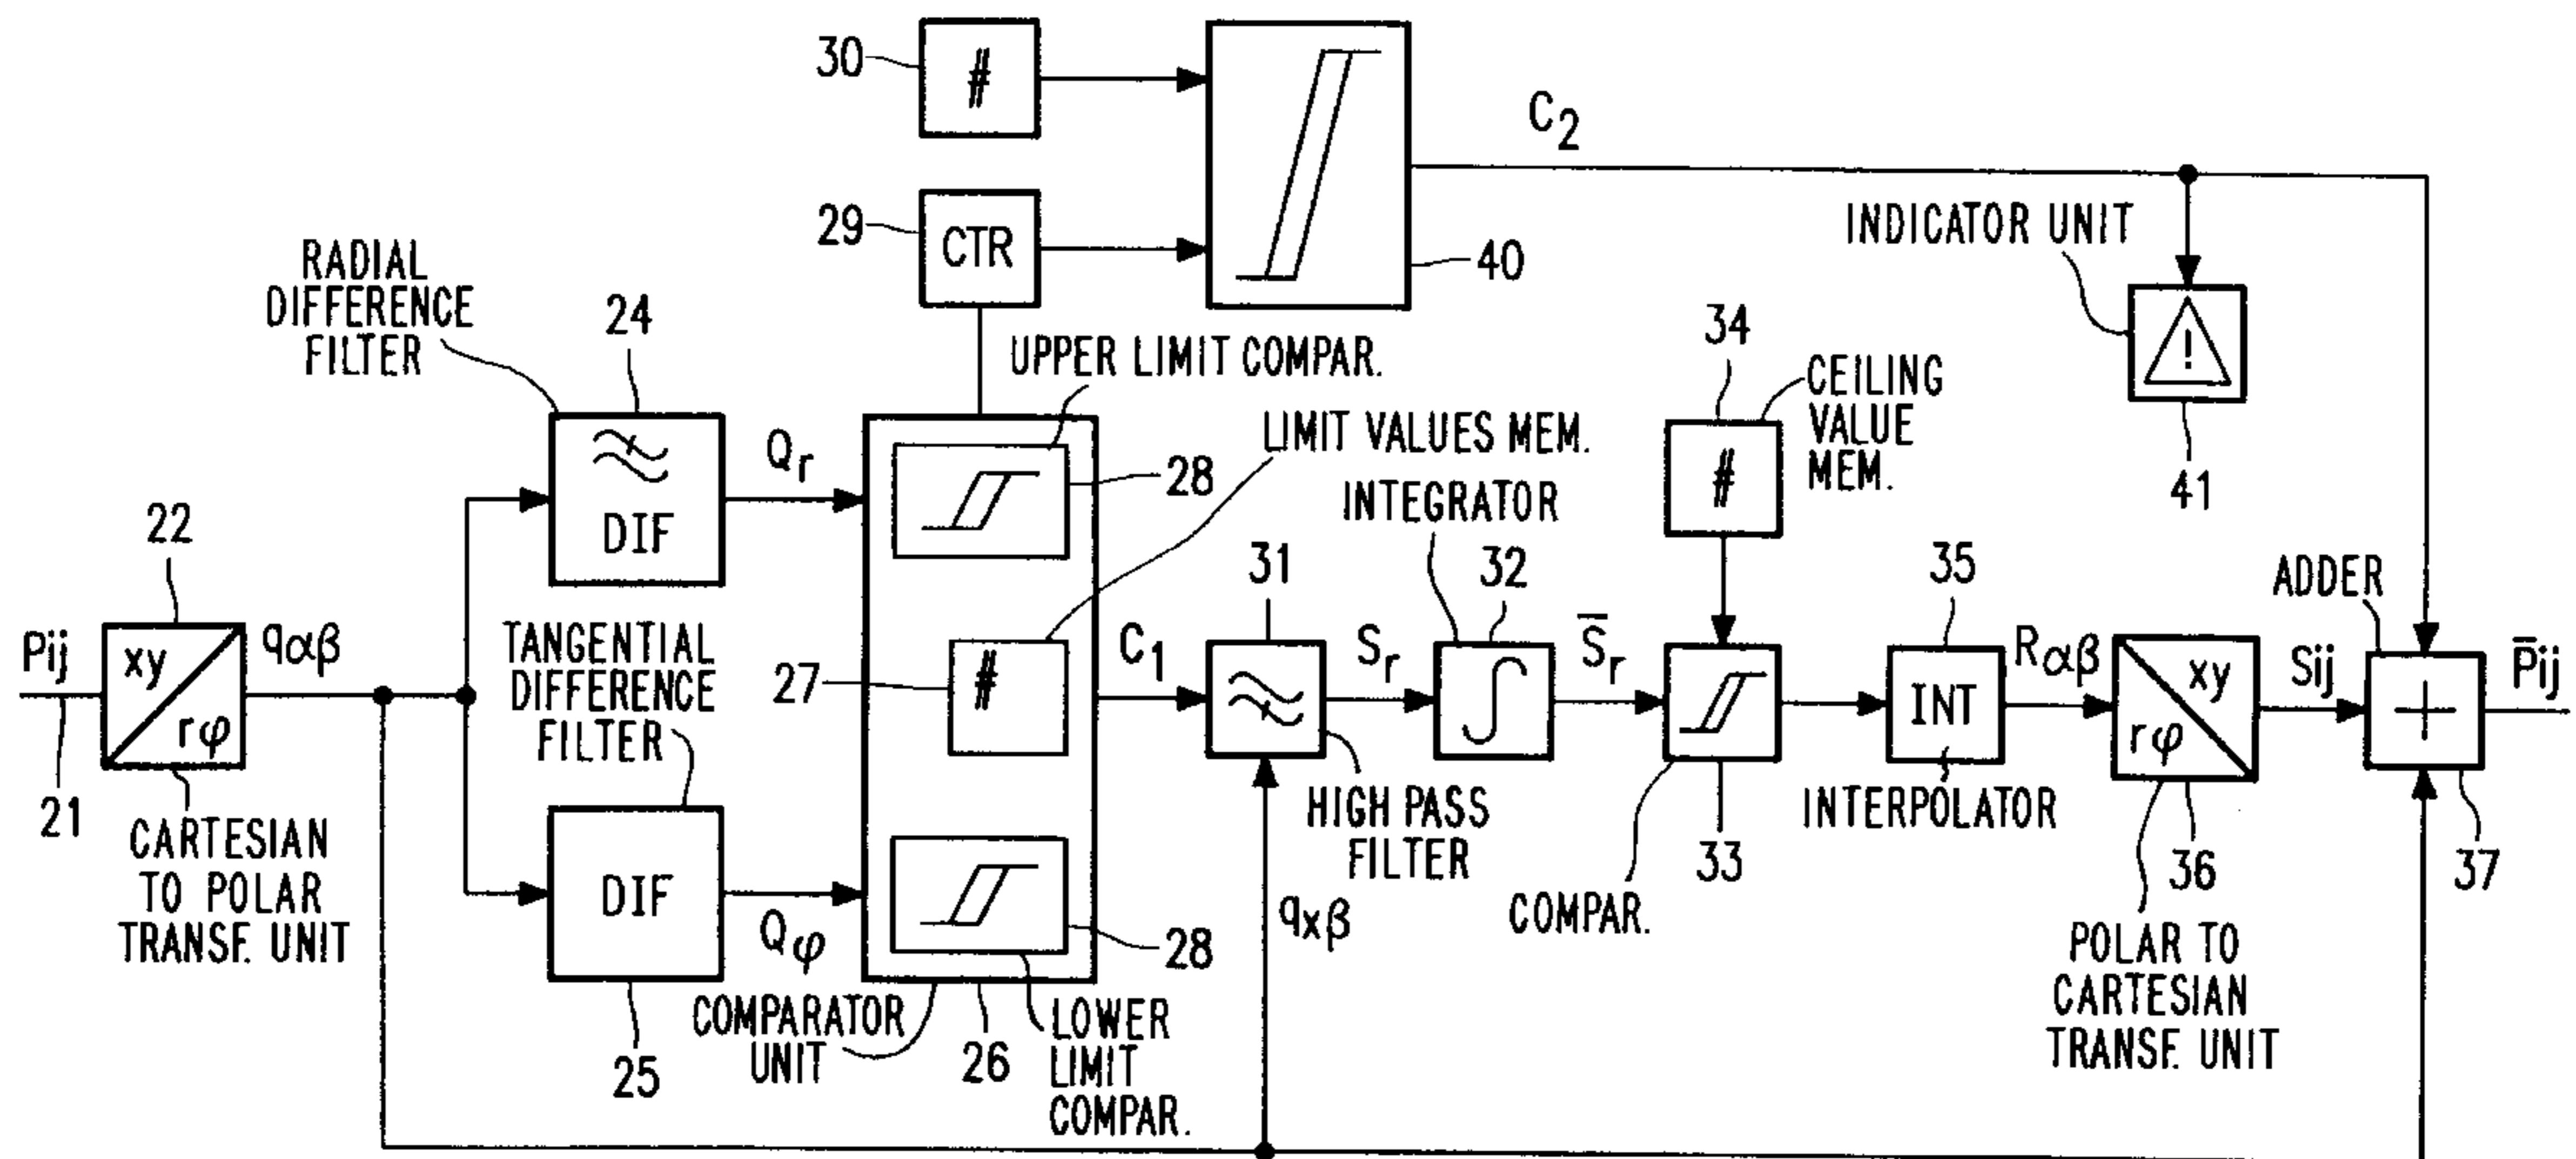 30
#
C2
29
CTR
40
INDICATOR UNIT
!
41
RADIAL
DIFFERENCE
FILTER
24
DIF
Qr
UPPER LIMIT COMPAR.
28
LIMIT VALUES MEM.
INTEGRATOR
34
#
CEILING
VALUE
MEM.
22
Pij
xy
rφ
qαβ
21
CARTESIAN
TO POLAR
TRANSF. UNIT
TANGENTIAL
DIFFERENCE
FILTER
DIF
25
Qφ
27
#
28
COMPARATOR
UNIT
26
LOWER
LIMIT
COMPAR.
C1
31
HIGH PASS
FILTER
qxβ
Sr
32
S̄r
33
COMPAR.
35
INT
INTERPOLATOR
Rαβ
xy
rφ
36
POLAR TO
CARTESIAN
TRANSF. UNIT
Sij
ADDER
+
37
P̄ij